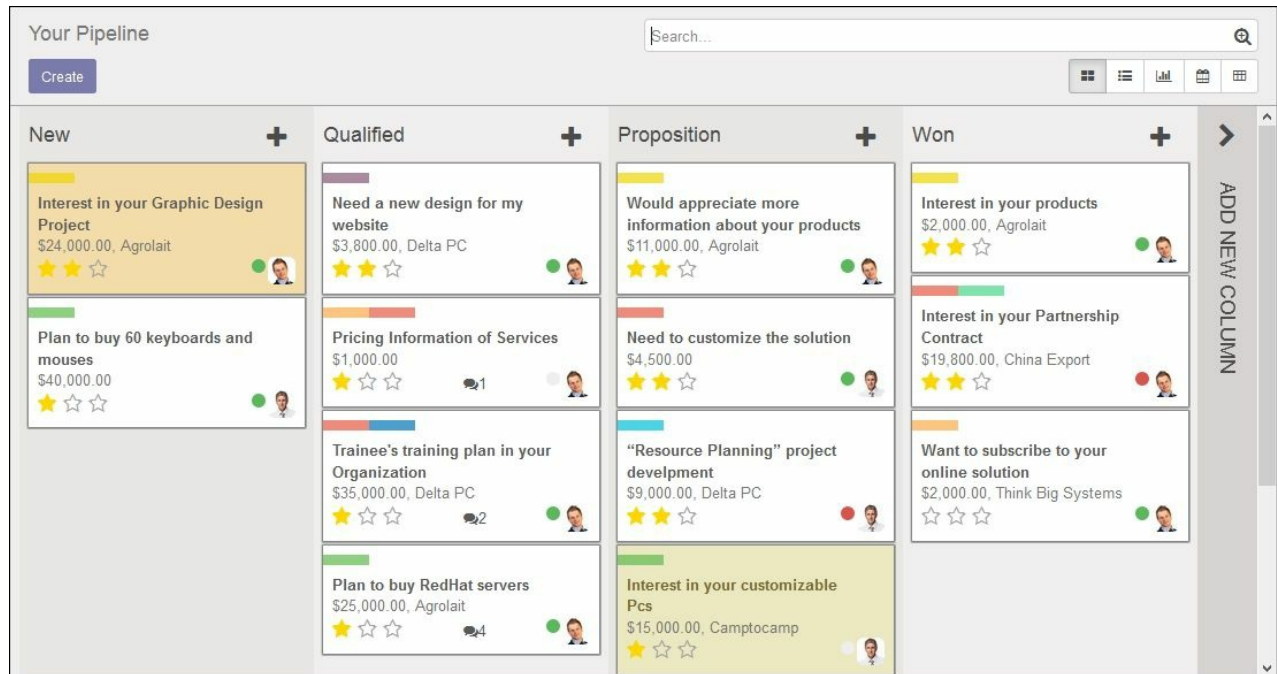 Your Pipeline
Search...
Create
New
Interest in your Graphic Design
Project
$24,000.00, Agrolait
Plan to buy 60 keyboards and
mouses
$40,000.00
Qualified
Need a new design for my
website
$3,800.00, Delta PC
Pricing Information of Services
$1,000.00
1
Trainee's training plan in your
Organization
$35,000.00, Delta PC
2
Plan to buy RedHat servers
$25,000.00, Agrolait
4
Proposition
Would appreciate more
information about your products
$11,000.00, Agrolait
Need to customize the solution
$4,500.00
“Resource Planning” project
develpment
$9,000.00, Delta PC
Interest in your customizable
Pcs
$15,000.00, Camptocamp
Won
Interest in your products
$2,000.00, Agrolait
Interest in your Partnership
Contract
$19,800.00, China Export
Want to subscribe to your
online solution
$2,000.00, Think Big Systems
ADD NEW COLUMN